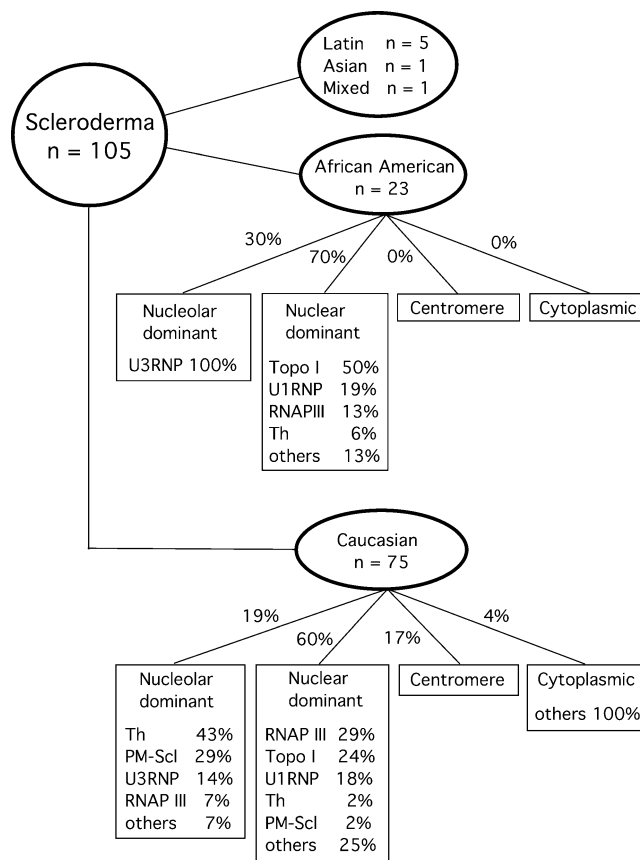 Scleroderma
n = 105
Latin n = 5
Asian n = 1
Mixed n = 1
African American
n = 23
30%
70%
0%
0%
Nucleolar
dominant
U3RNP 100%
Nuclear
dominant
Topo I 50%
U1RNP 19%
RNAPIII 13%
Th 6%
others 13%
Centromere
Cytoplasmic
Caucasian
n = 75
19%
60%
17%
4%
Nucleolar
dominant
Th 43%
PM-Scl 29%
U3RNP 14%
RNAP III 7%
others 7%
Nuclear
dominant
RNAP III 29%
Topo I 24%
U1RNP 18%
Th 2%
PM-Scl 2%
others 25%
Centromere
Cytoplasmic
others 100%